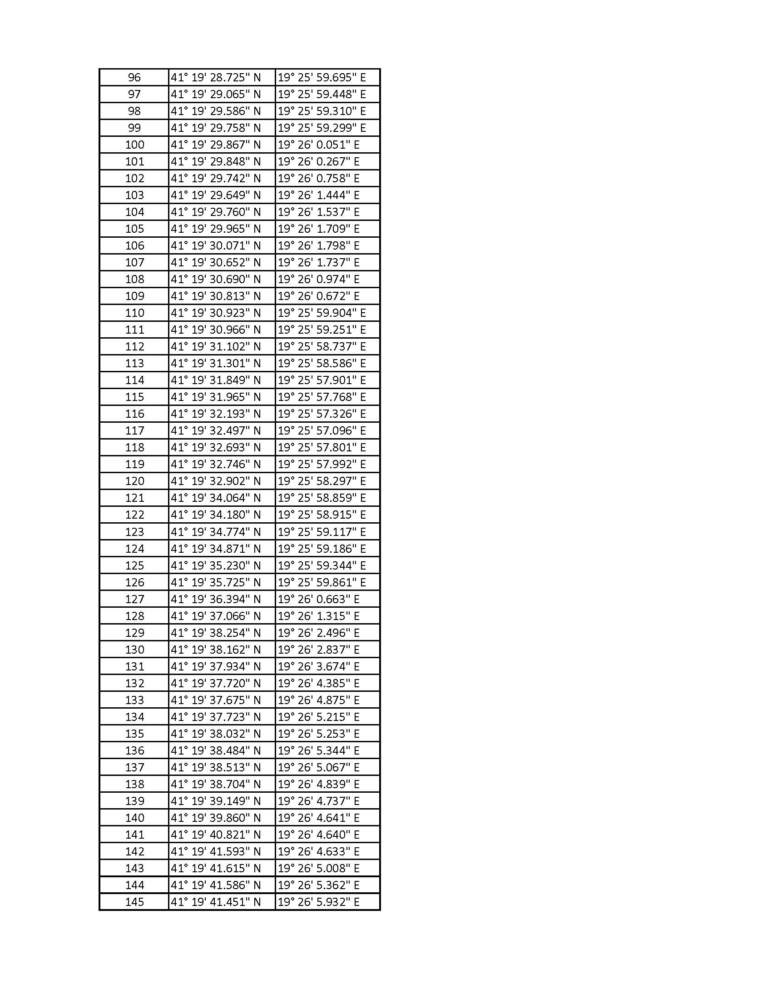 96 41° 19' 28.725" N 19° 25' 59.695" E
97 41° 19' 29.065" N 19° 25' 59.448" E
98 41° 19' 29.586" N 19° 25' 59.310" E
99 41° 19' 29.758" N 19° 25' 59.299" E
100 41° 19' 29.867" N 19° 26' 0.051" E
101 41° 19' 29.848" N 19° 26' 0.267" E
102 41° 19' 29.742" N 19° 26' 0.758" E
103 41° 19' 29.649" N 19° 26' 1.444" E
104 41° 19' 29.760" N 19° 26' 1.537" E
105 41° 19' 29.965" N 19° 26' 1.709" E
106 41° 19' 30.071" N 19° 26' 1.798" E
107 41° 19' 30.652" N 19° 26' 1.737" E
108 41° 19' 30.690" N 19° 26' 0.974" E
109 41° 19' 30.813" N 19° 26' 0.672" E
110 41° 19' 30.923" N 19° 25' 59.904" E
111 41° 19' 30.966" N 19° 25' 59.251" E
112 41° 19' 31.102" N 19° 25' 58.737" E
113 41° 19' 31.301" N 19° 25' 58.586" E
114 41° 19' 31.849" N 19° 25' 57.901" E
115 41° 19' 31.965" N 19° 25' 57.768" E
116 41° 19' 32.193" N 19° 25' 57.326" E
117 41° 19' 32.497" N 19° 25' 57.096" E
118 41° 19' 32.693" N 19° 25' 57.801" E
119 41° 19' 32.746" N 19° 25' 57.992" E
120 41° 19' 32.902" N 19° 25' 58.297" E
121 41° 19' 34.064" N 19° 25' 58.859" E
122 41° 19' 34.180" N 19° 25' 58.915" E
123 41° 19' 34.774" N 19° 25' 59.117" E
124 41° 19' 34.871" N 19° 25' 59.186" E
125 41° 19' 35.230" N 19° 25' 59.344" E
126 41° 19' 35.725" N 19° 25' 59.861" E
127 41° 19' 36.394" N 19° 26' 0.663" E
128 41° 19' 37.066" N 19° 26' 1.315" E
129 41° 19' 38.254" N 19° 26' 2.496" E
130 41° 19' 38.162" N 19° 26' 2.837" E
131 41° 19' 37.934" N 19° 26' 3.674" E
132 41° 19' 37.720" N 19° 26' 4.385" E
133 41° 19' 37.675" N 19° 26' 4.875" E
134 41° 19' 37.723" N 19° 26' 5.215" E
135 41° 19' 38.032" N 19° 26' 5.253" E
136 41° 19' 38.484" N 19° 26' 5.344" E
137 41° 19' 38.513" N 19° 26' 5.067" E
138 41° 19' 38.704" N 19° 26' 4.839" E
139 41° 19' 39.149" N 19° 26' 4.737" E
140 41° 19' 39.860" N 19° 26' 4.641" E
141 41° 19' 40.821" N 19° 26' 4.640" E
142 41° 19' 41.593" N 19° 26' 4.633" E
143 41° 19' 41.615" N 19° 26' 5.008" E
144 41° 19' 41.586" N 19° 26' 5.362" E
145 41° 19' 41.451" N 19° 26' 5.932" E